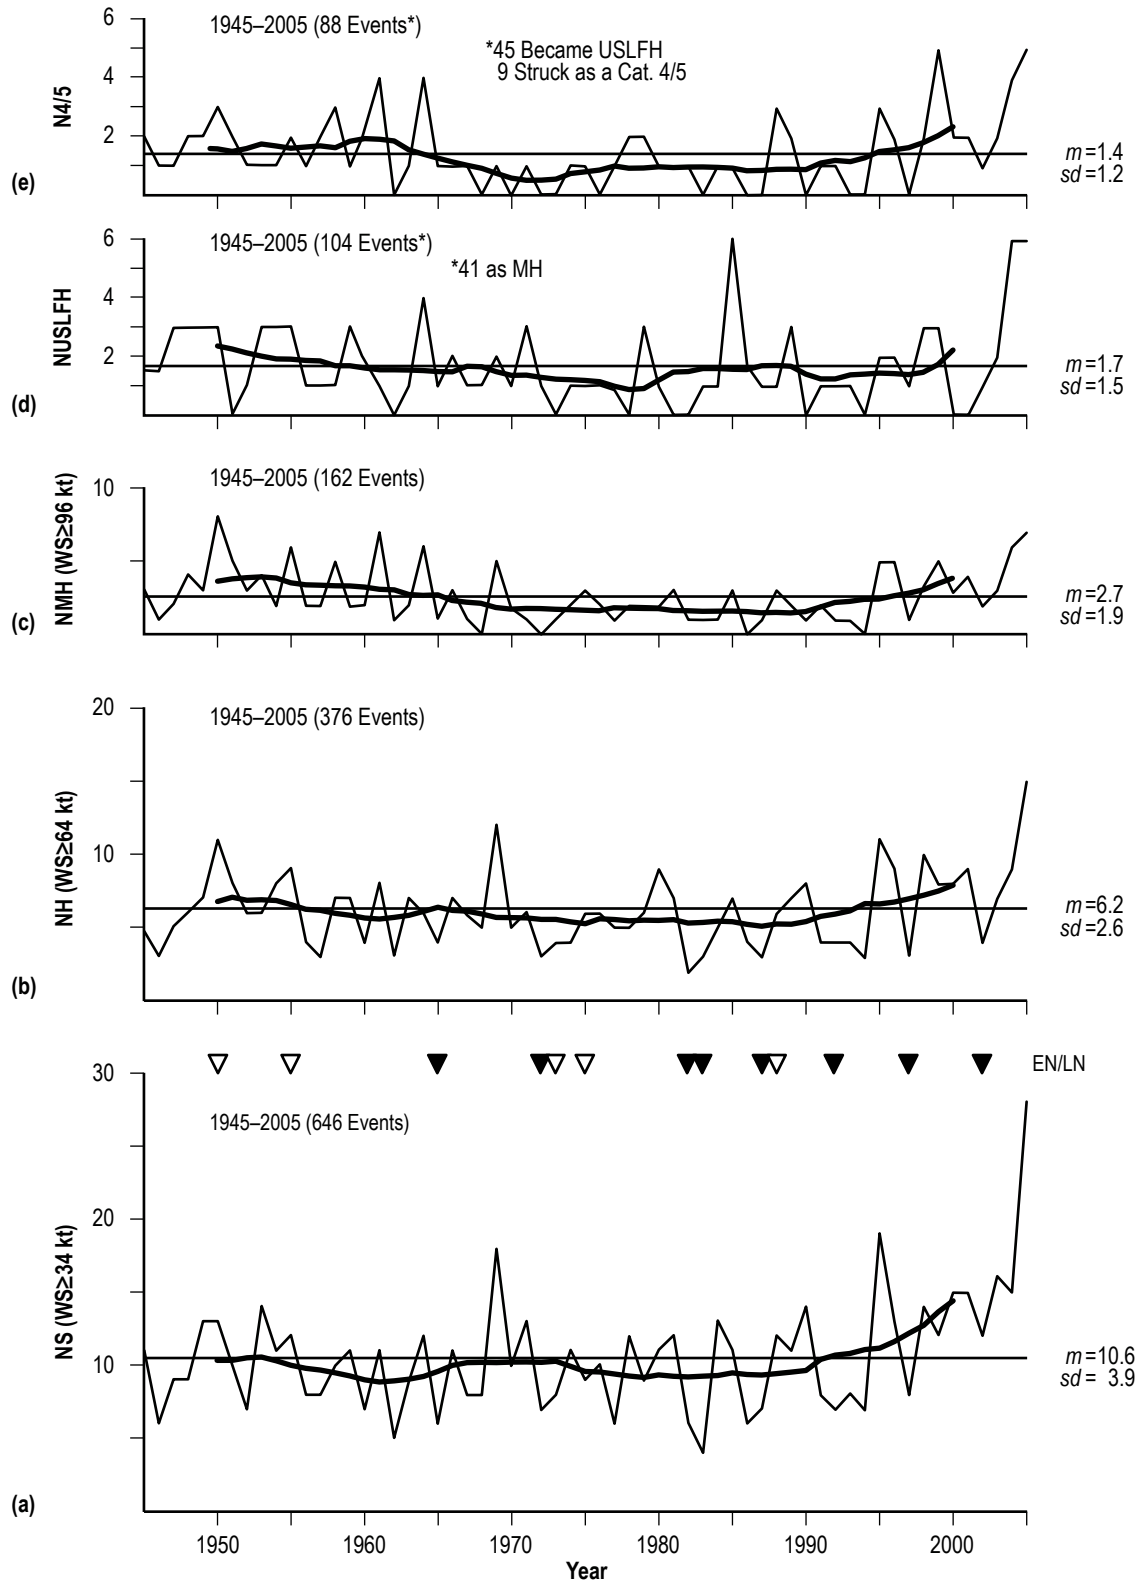 6
4
2
N4/5
(e)
1945–2005 (88 Events*)
*45 Became USLFH
9 Struck as a Cat. 4/5
m=1.4
sd=1.2
6
4
2
NUSLFH
(d)
1945–2005 (104 Events*)
*41 as MH
m=1.7
sd=1.5
10
NIMH (WS≥96 kt)
(c)
1945–2005 (162 Events)
m=2.7
sd=1.9
20
10
NH (WS≥64 kt)
(b)
1945–2005 (376 Events)
m=6.2
sd=2.6
EN/LN
30
20
10
NS (WS≥34 kt)
(a)
1945–2005 (646 Events)
m=10.6
sd= 3.9
1950 1960 1970 1980 1990 2000
Year